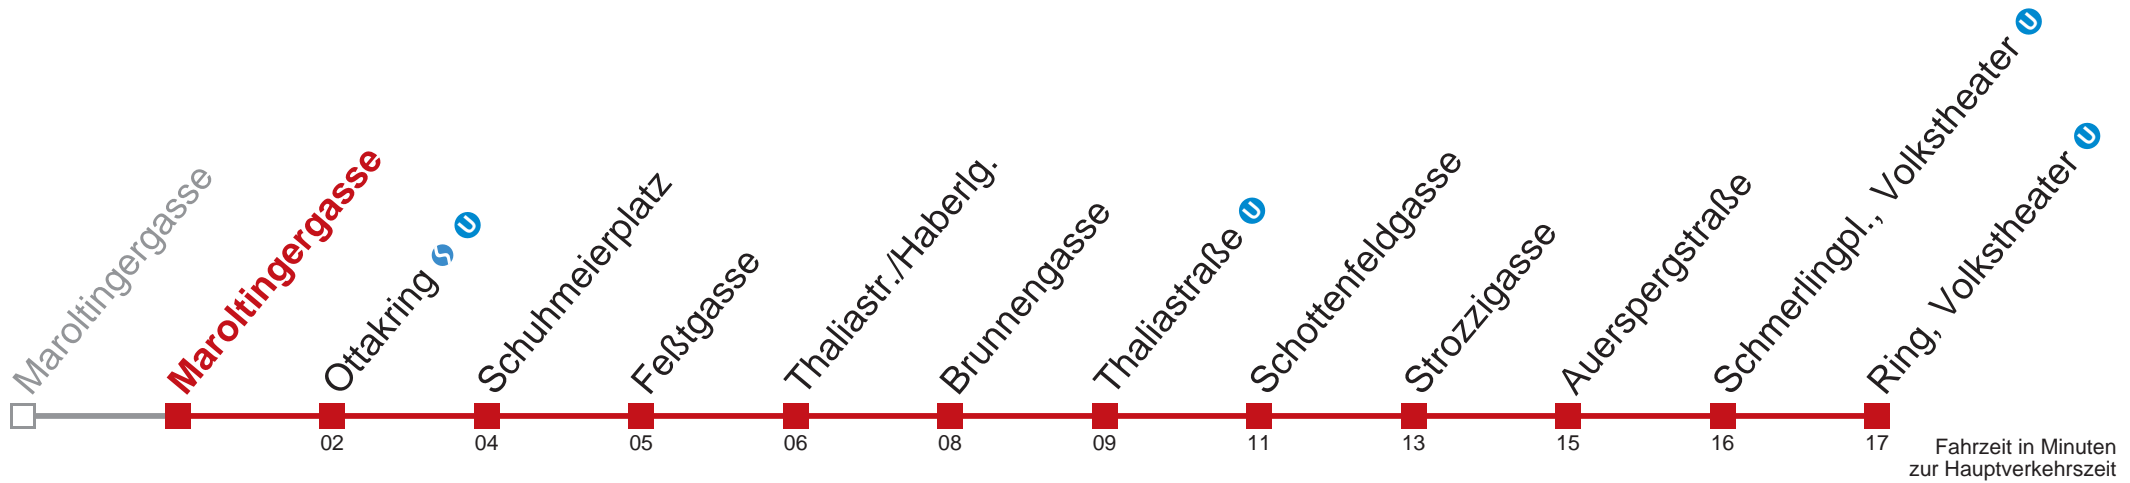 Maroltingergasse
Maroltingergasse
Ottakring S U
Schuhmeierplatz
Feßtgasse
Thaliastr./Haberlg.
Brunnengasse
Thaliastraße U
Schottenfeldgasse
Strozzigasse
Auerspergstraße
Schmerlingpl., Volkstheater U
Ring, Volkstheater U
02 04 05 06 08 09 11 13 15 16 17
Fahrzeit in Minuten
zur Hauptverkehrszeit